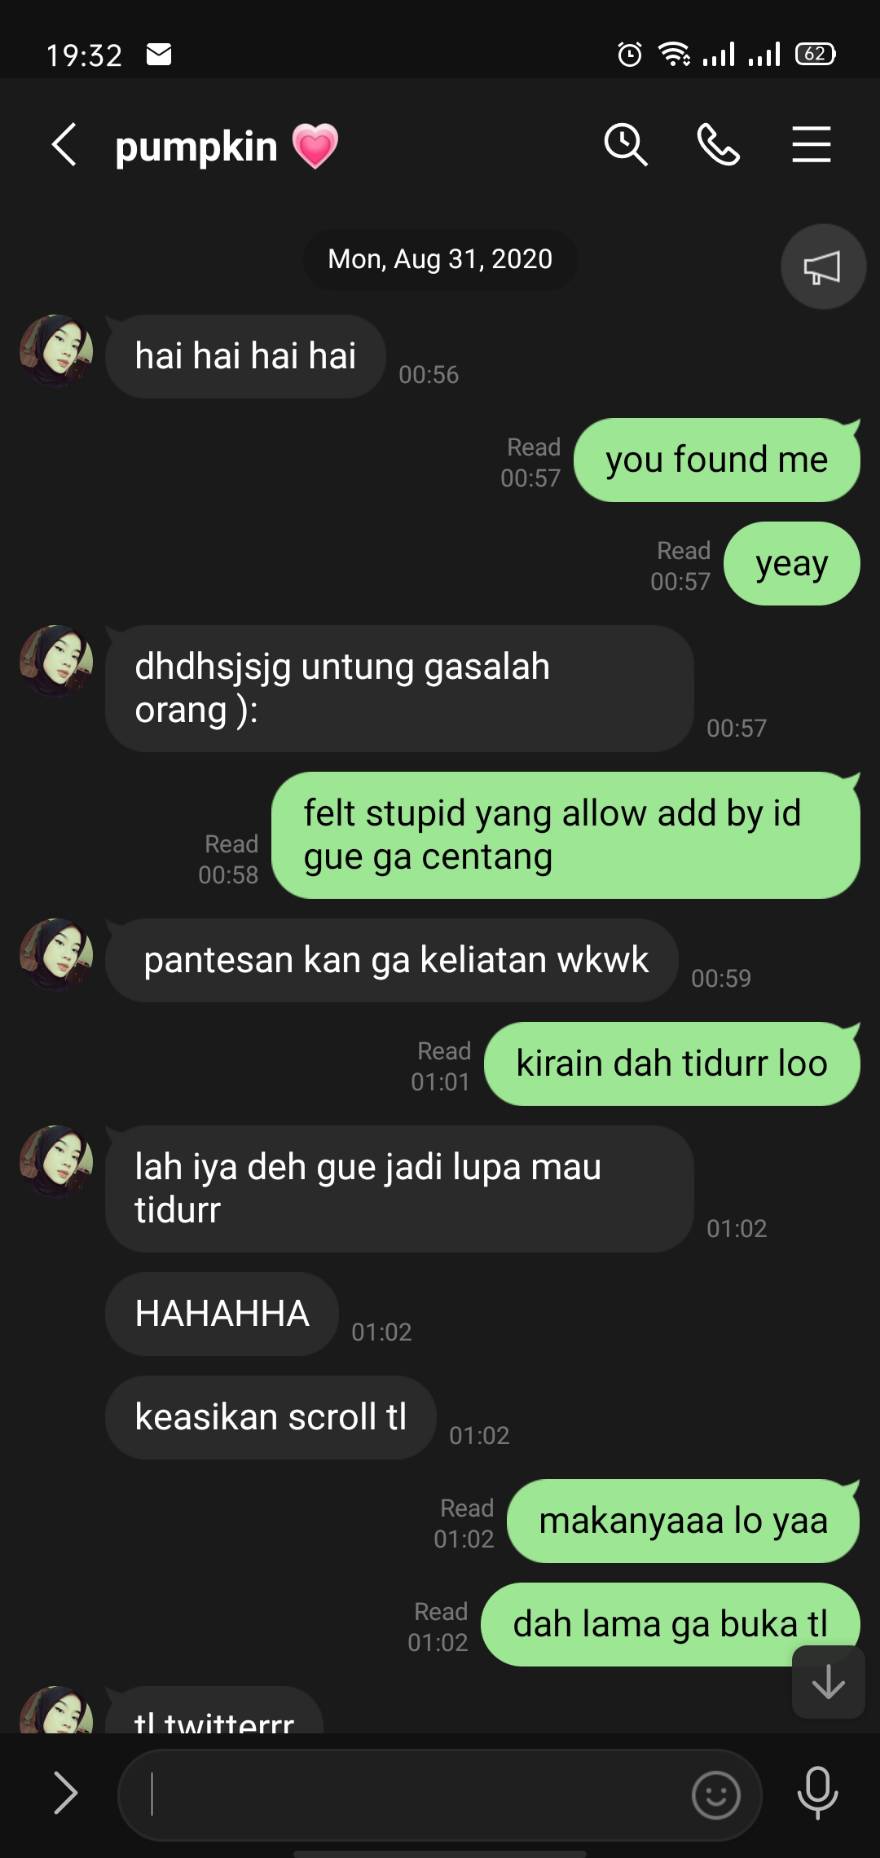 19:32
62
pumpkin
Mon, Aug 31, 2020
hai hai hai hai
00:56
Read
00:57
you found me
Read
00:57
yeay
dhdhsjsjg untung gasalah
orang ):
00:57
felt stupid yang allow add by id
gue ga centang
Read
00:58
pantesan kan ga keliatan wkwk
00:59
Read
01:01
kirain dah tidurr loo
lah iya deh gue jadi lupa mau
tidurr
01:02
HAHAHHA
01:02
keasikan scroll tl
01:02
Read
01:02
makanyaaa lo yaa
Read
01:02
dah lama ga buka tl
tl twitterrr